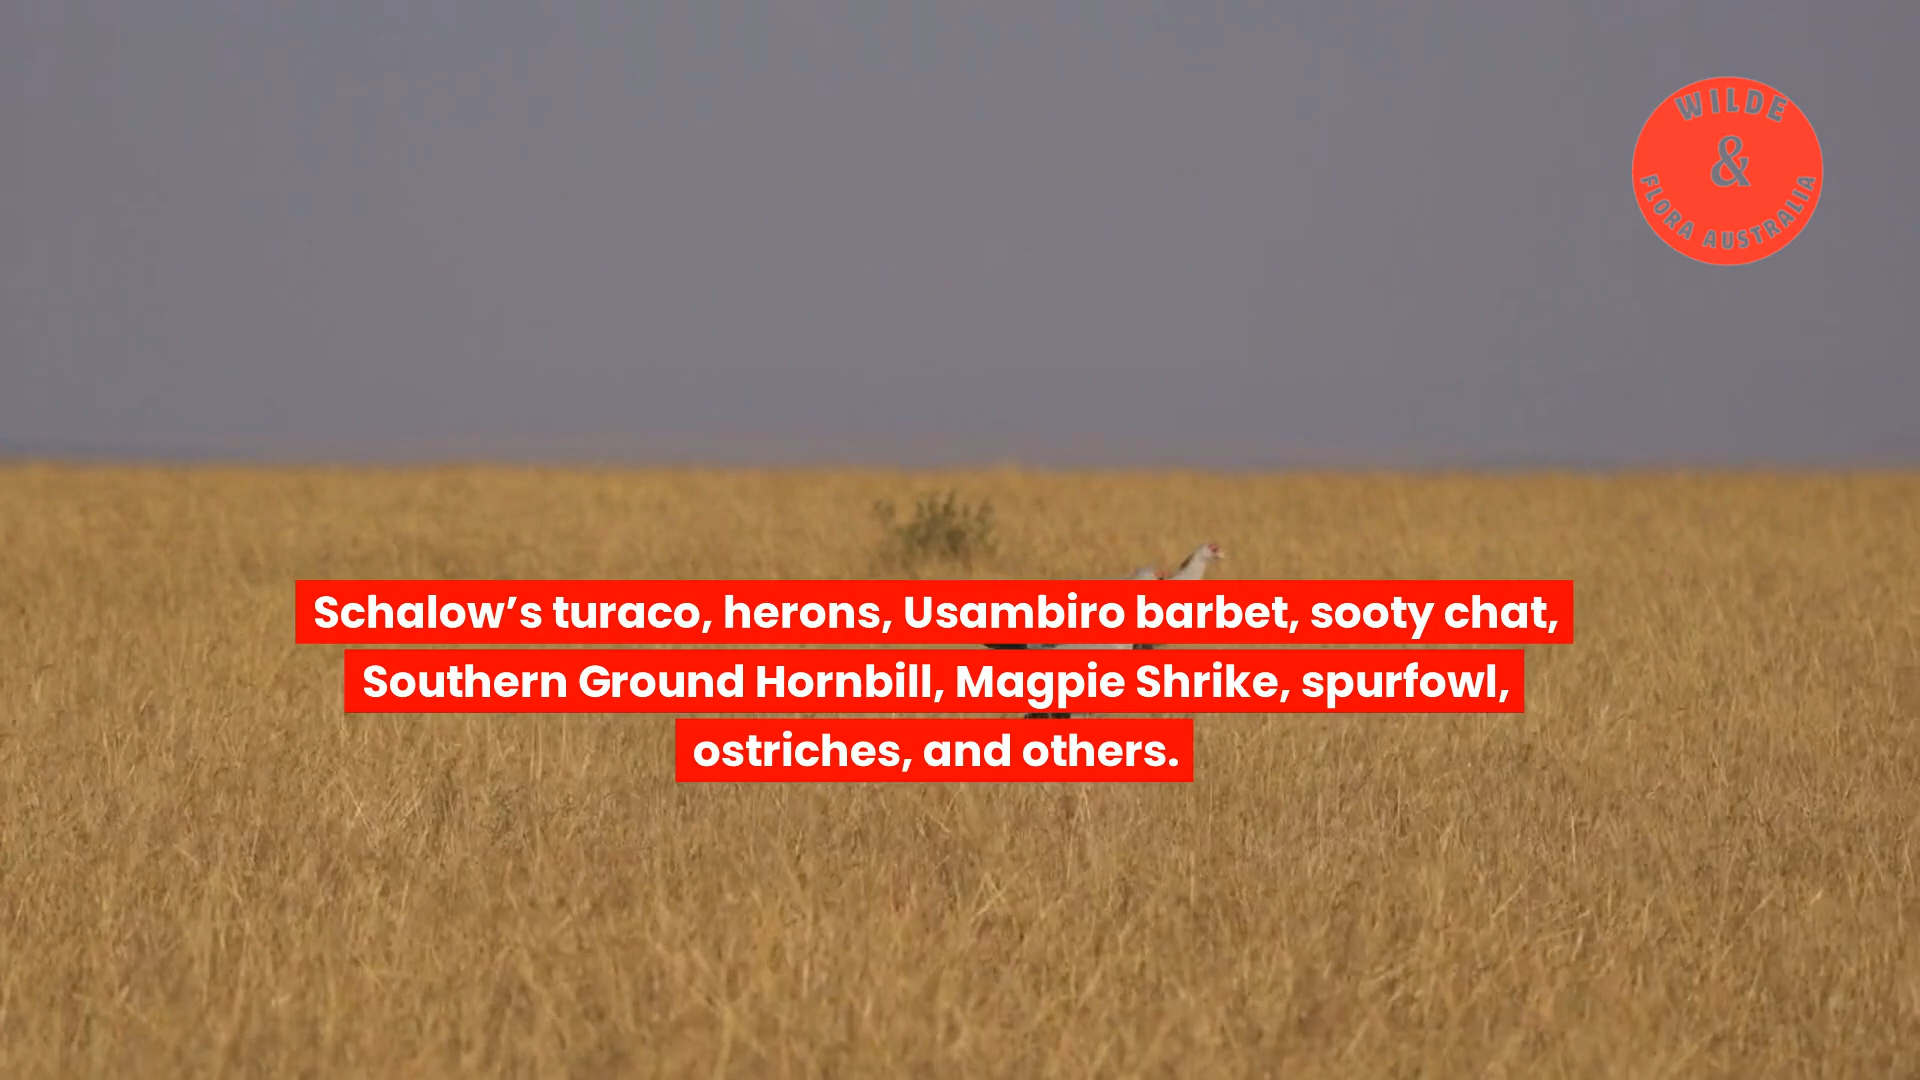 WILDE
&
FLORA AUSTRALIA
Schalow’s turaco, herons, Usambiro barbet, sooty chat,
Southern Ground Hornbill, Magpie Shrike, spurfowl,
ostriches, and others.